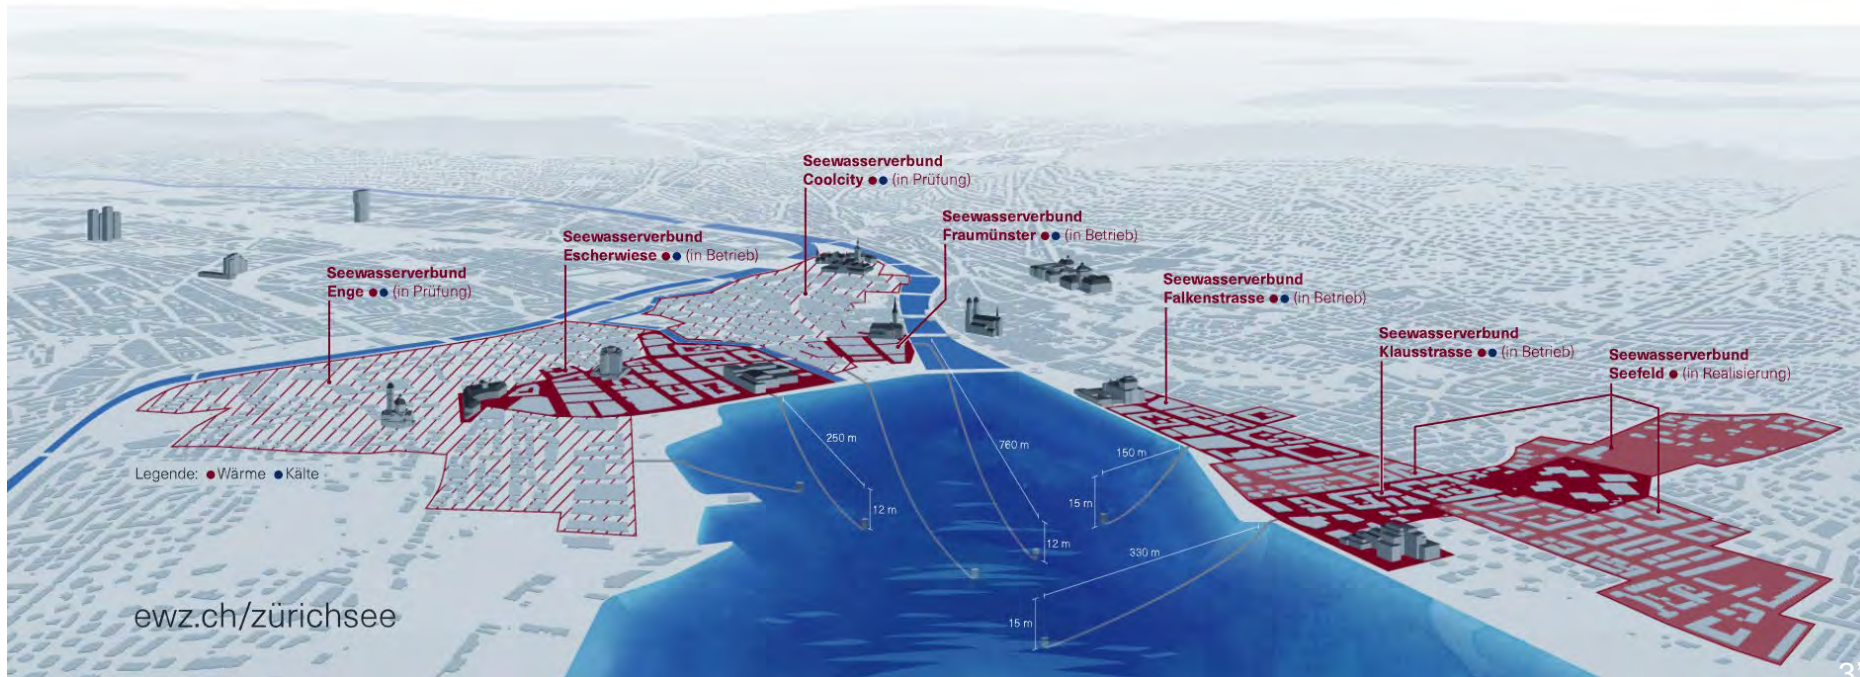 Seewasserverbund
Coolcity ●● (in Prüfung)
Seewasserverbund
Fraumünster ●● (in Betrieb)
Seewasserverbund
Escherwiese ●● (in Betrieb)
Seewasserverbund
Enge ●● (in Prüfung)
Seewasserverbund
Falkenstrasse ●● (in Betrieb)
Seewasserverbund
Klausstrasse ●● (in Betrieb)
Seewasserverbund
Seefeld ● (in Realisierung)
250 m
760 m
150 m
Legende: ●Wärme ●Kälte
12 m
15 m
12 m
330 m
15 m
ewz.ch/zürichsee